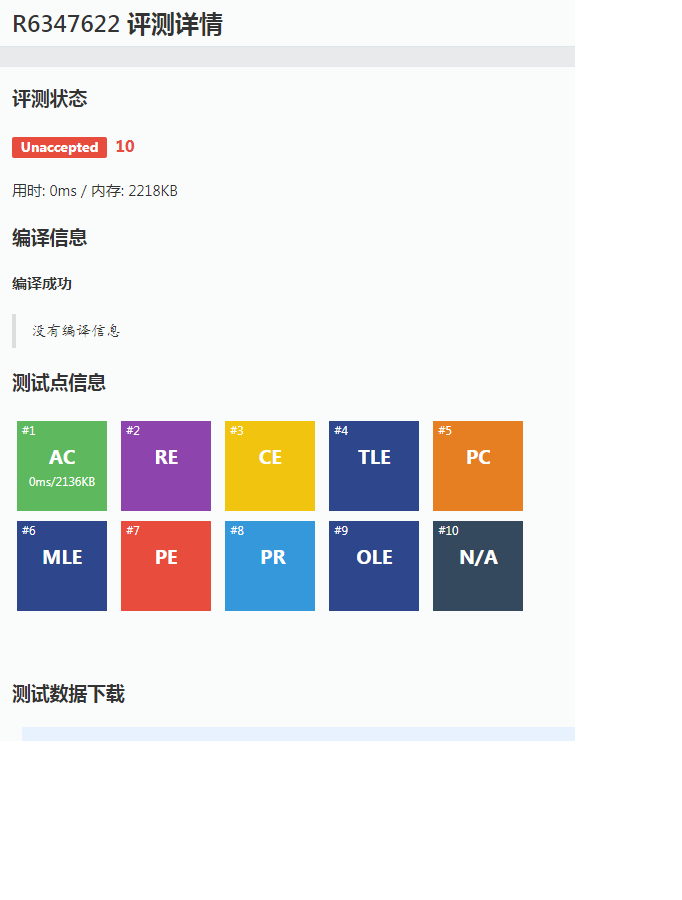 R6347622 评测详情
评测状态
Unaccepted 10
用时: 0ms / 内存: 2218KB
编译信息
编译成功
没有编译信息
测试点信息
#1 #2 #3 #4 #5
AC RE CE TLE PC
0ms/2136KB
#6 #7 #8 #9 #10
MLE PE PR OLE N/A
测试数据下载